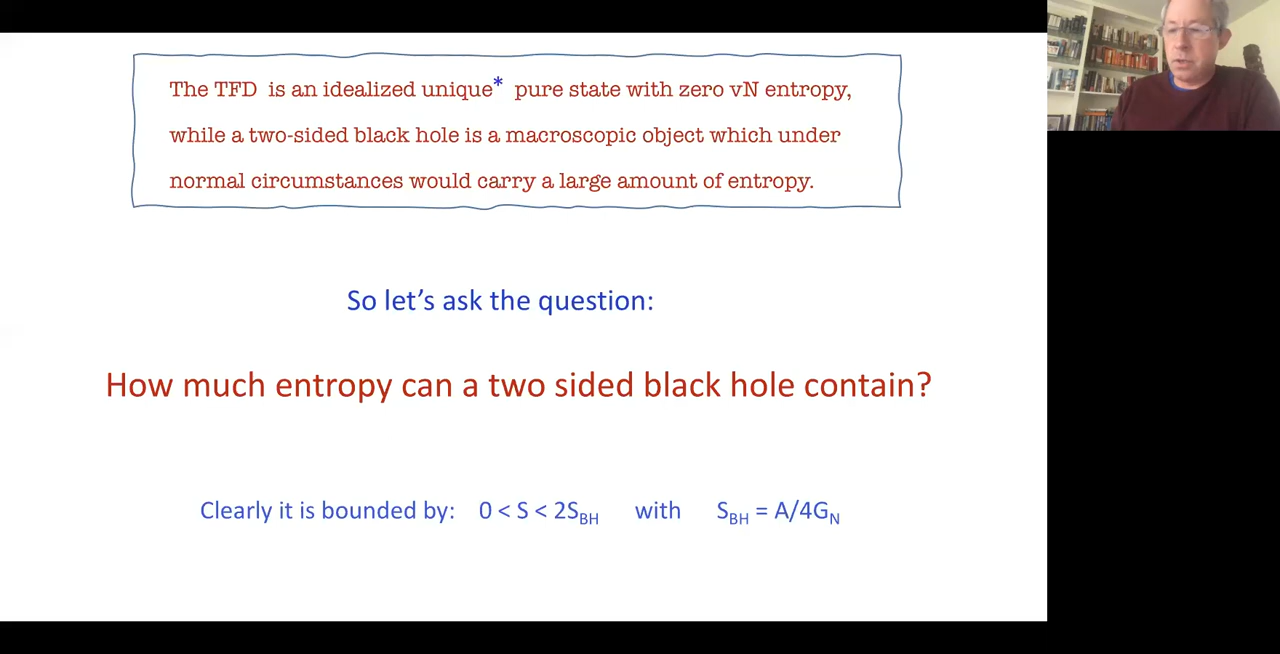 The TFD is an idealized unique* pure state with zero vN entropy,
while a two-sided black hole is a macroscopic object which under
normal circumstances would carry a large amount of entropy.
So let’s ask the question:
How much entropy can a two sided black hole contain?
Clearly it is bounded by: 0 < S < 2S_BH with S_BH = A/4G_N